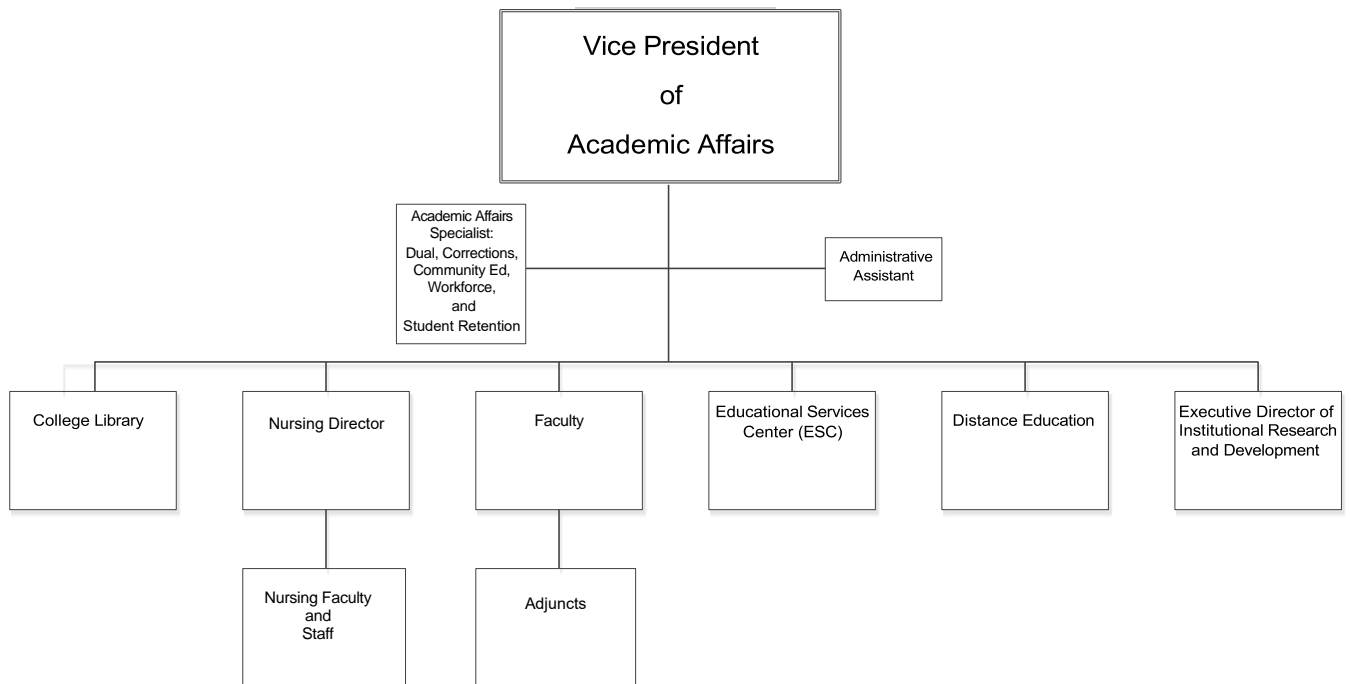 Vice President
of
Academic Affairs
Academic Affairs
Specialist:
Dual, Corrections,
Community Ed,
Workforce,
and
Student Retention
Administrative
Assistant
College Library
Nursing Director
Faculty
Educational Services
Center (ESC)
Distance Education
Executive Director of
Institutional Research
and Development
Nursing Faculty
and
Staff
Adjuncts